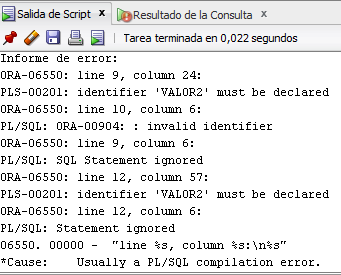 Salida de Script
Resultado de la Consulta
Tarea terminada en 0,022 segundos
Informe de error:
ORA-06550: line 9, column 24:
PLS-00201: identifier 'VALOR2' must be declared
ORA-06550: line 10, column 6:
PL/SQL: ORA-00904: : invalid identifier
ORA-06550: line 9, column 6:
PL/SQL: SQL Statement ignored
ORA-06550: line 12, column 57:
PLS-00201: identifier 'VALOR2' must be declared
ORA-06550: line 12, column 6:
PL/SQL: Statement ignored
06550. 00000 -  "line %s, column %s:\n%s"
*Cause:    Usually a PL/SQL compilation error.